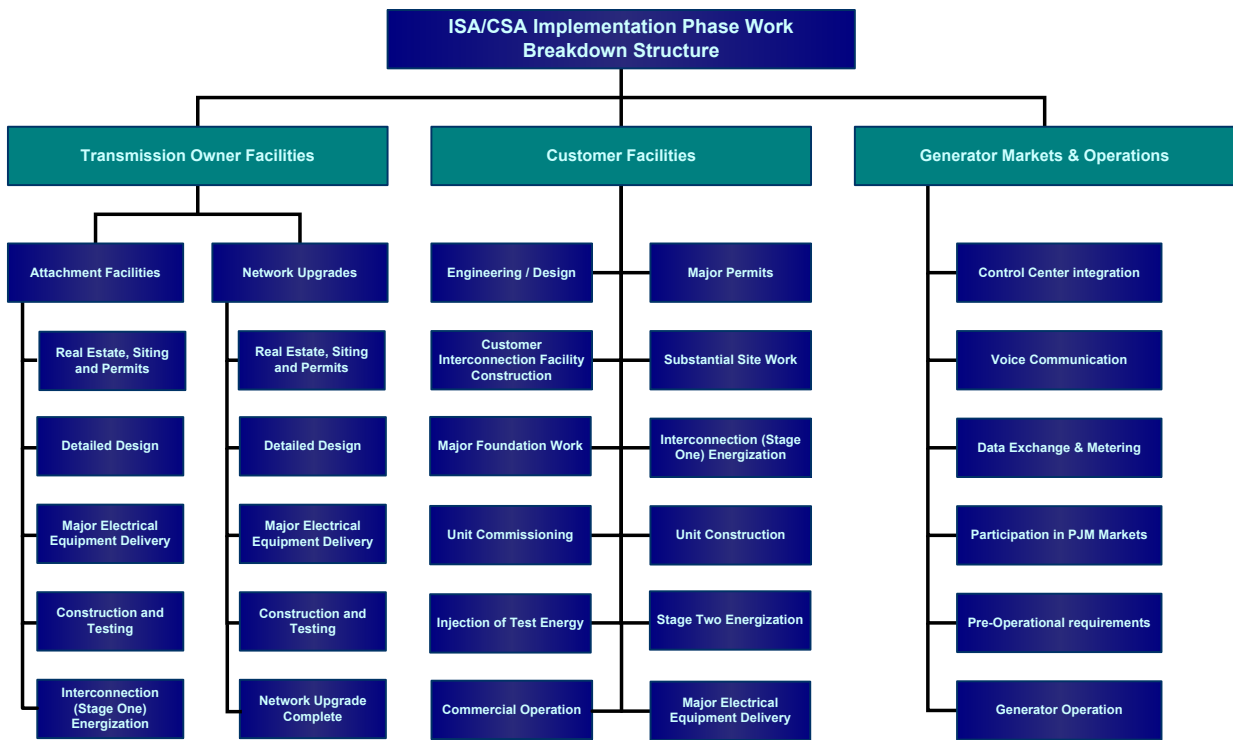 ISA/CSA Implementation Phase Work
Breakdown Structure
Transmission Owner Facilities
Customer Facilities
Generator Markets & Operations
Attachment Facilities
Network Upgrades
Engineering / Design
Major Permits
Control Center integration
Real Estate, Siting
and Permits
Real Estate, Siting
and Permits
Customer
Interconnection Facility
Construction
Substantial Site Work
Voice Communication
Detailed Design
Detailed Design
Major Foundation Work
Interconnection (Stage
One) Energization
Data Exchange & Metering
Major Electrical
Equipment Delivery
Major Electrical
Equipment Delivery
Unit Commissioning
Unit Construction
Participation in PJM Markets
Construction and
Testing
Construction and
Testing
Injection of Test Energy
Stage Two Energization
Pre-Operational requirements
Interconnection
(Stage One)
Energization
Network Upgrade
Complete
Commercial Operation
Major Electrical
Equipment Delivery
Generator Operation